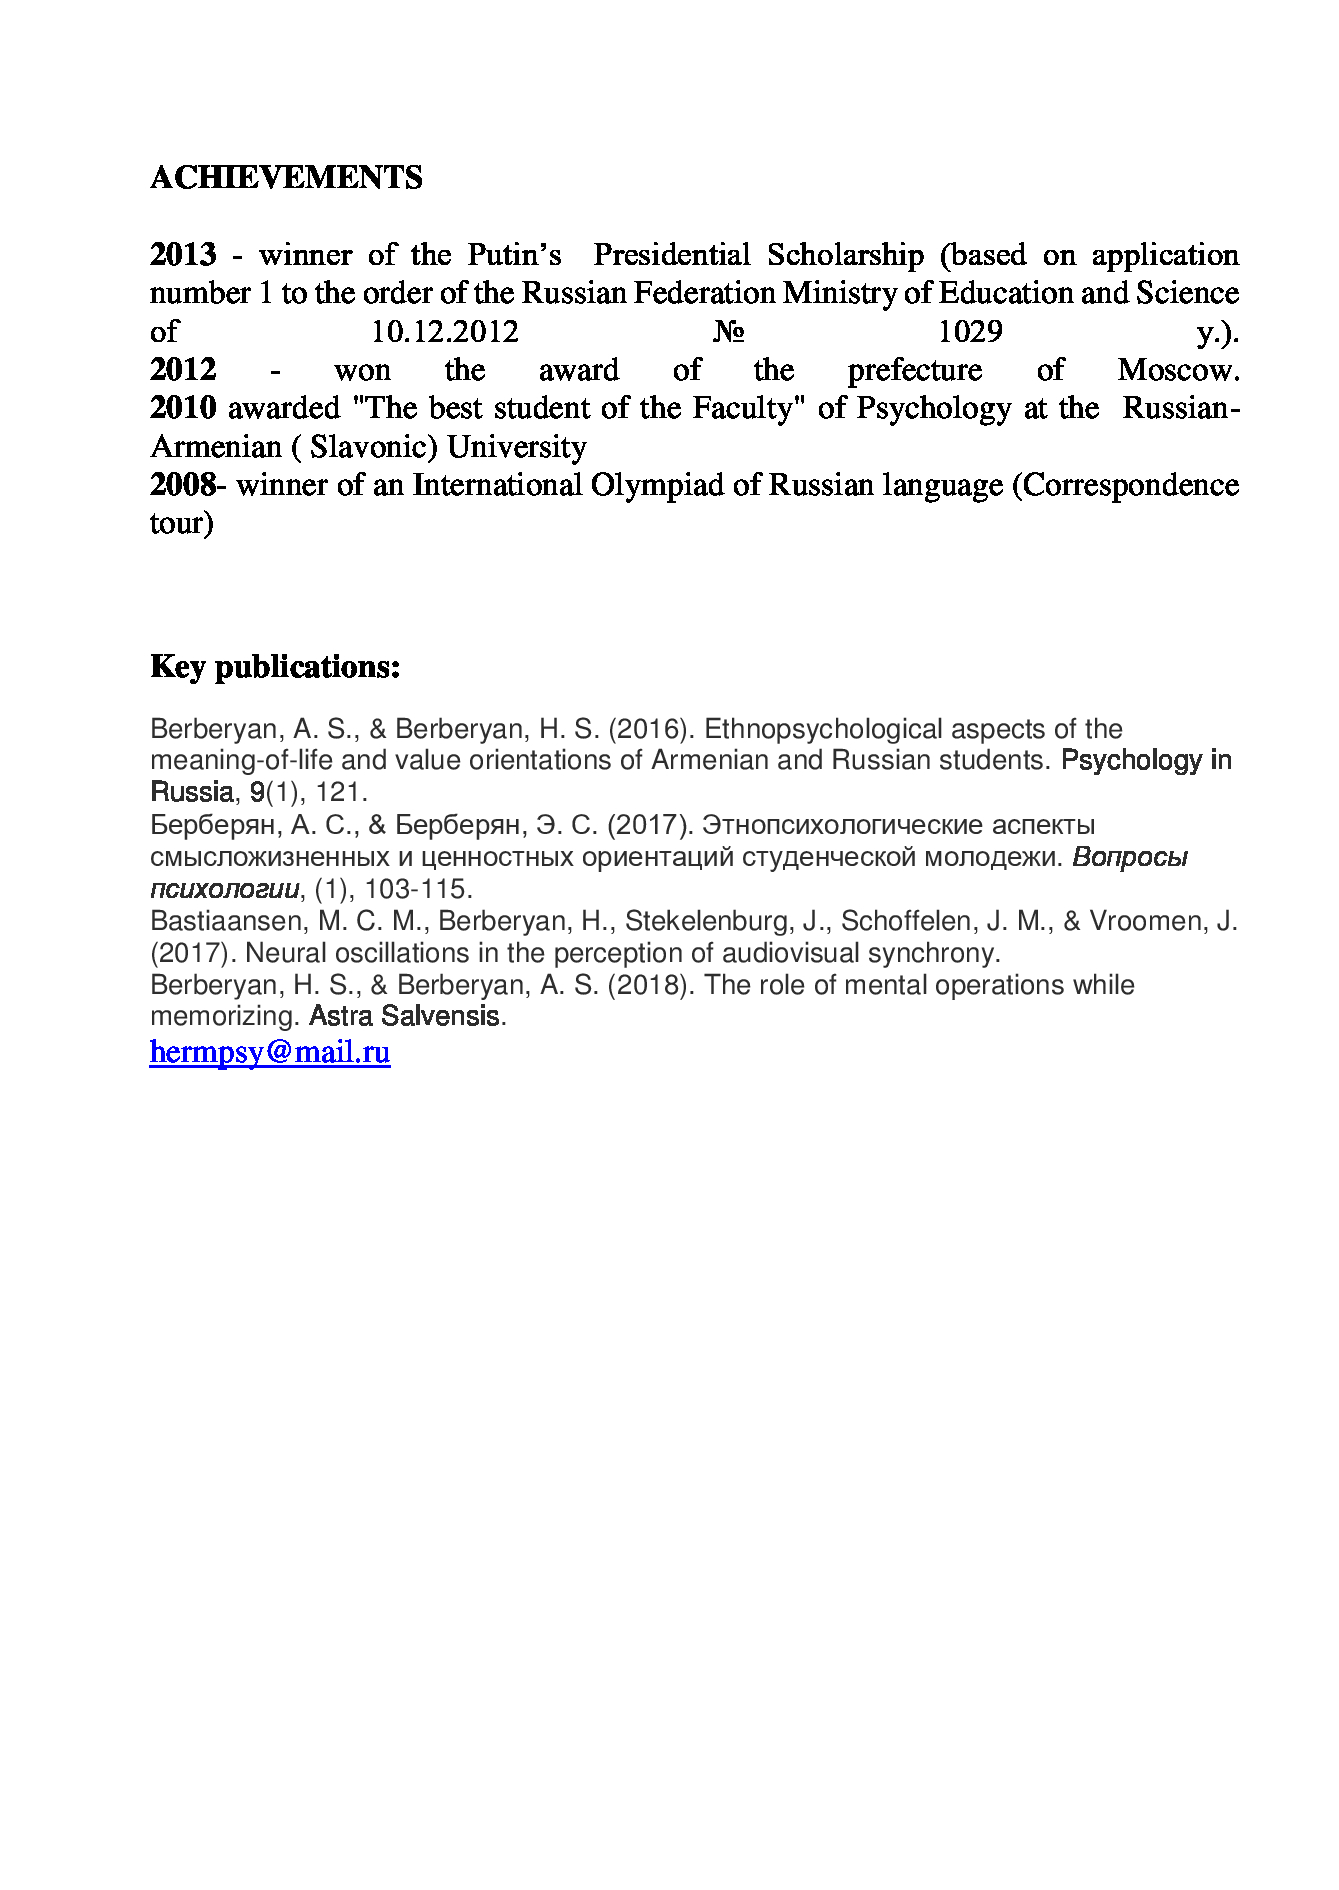 ACHIEVEMENTS
2013 - winner of the Putin’s Presidential Scholarship (based on application
number 1 to the order of the Russian Federation Ministry of Education and Science
of 10.12.2012 № 1029 y.).
2012 - won the award of the prefecture of Moscow.
2010 awarded "The best student of the Faculty" of Psychology at the Russian-
Armenian ( Slavonic) University
2008- winner of an International Olympiad of Russian language (Correspondence
tour)
Key publications:
Berberyan, A. S., & Berberyan, H. S. (2016). Ethnopsychological aspects of the
meaning-of-life and value orientations of Armenian and Russian students. Psychology in
Russia, 9(1), 121.
Берберян, А. С., & Берберян, Э. С. (2017). Этнопсихологические аспекты
смысложизненных и ценностных ориентаций студенческой молодежи. Вопросы
психологии, (1), 103-115.
Bastiaansen, M. C. M., Berberyan, H., Stekelenburg, J., Schoffelen, J. M., & Vroomen, J.
(2017). Neural oscillations in the perception of audiovisual synchrony.
Berberyan, H. S., & Berberyan, A. S. (2018). The role of mental operations while
memorizing. Astra Salvensis.
hermpsy@mail.ru